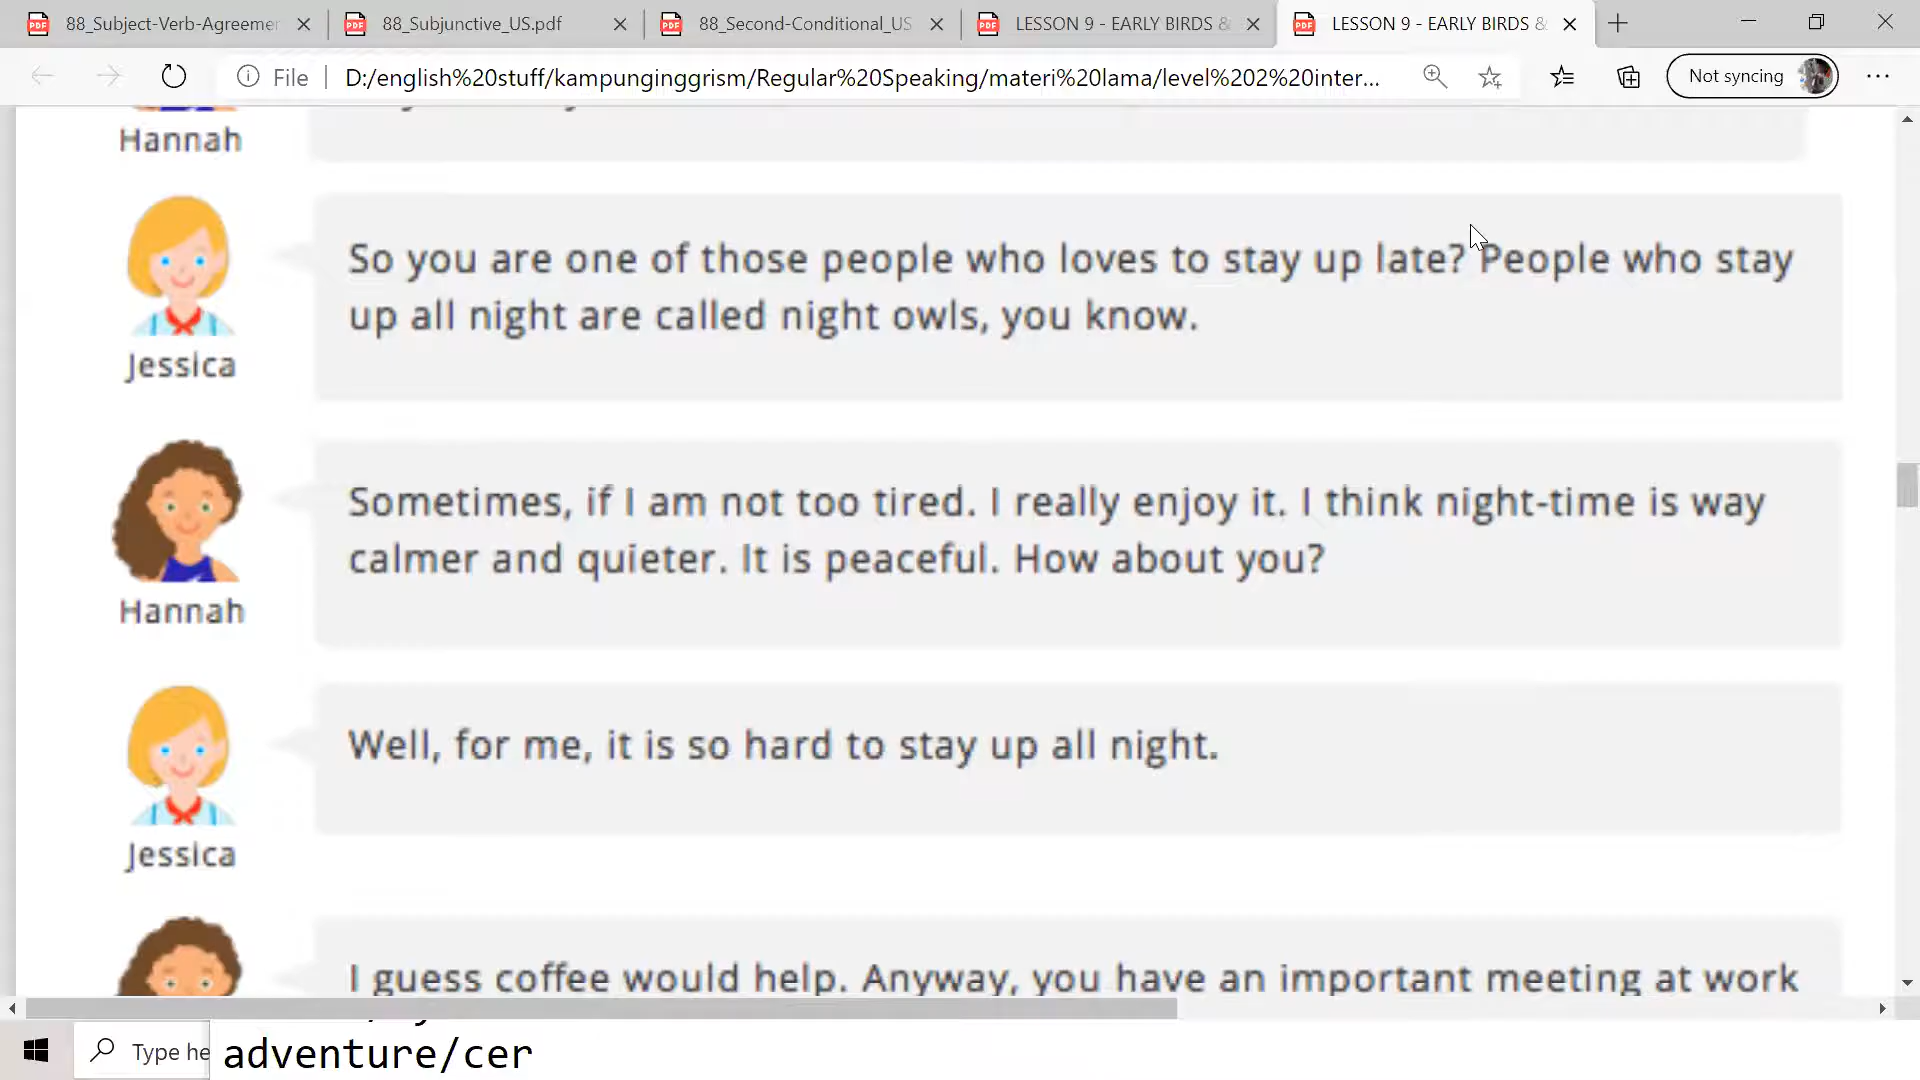 88_Subject-Verb-Agreemer
88_Subjunctive_US.pdf
88_Second-Conditional_US
LESSON 9 - EARLY BIRDS &
LESSON 9 - EARLY BIRDS &
File
D:/english%20stuff/kampunginggrism/Regular%20Speaking/materi%20lama/level%202%20inter...
Not syncing
Hannah
So you are one of those people who loves to stay up late? People who stay
up all night are called night owls, you know.
Jessica
Sometimes, if I am not too tired. I really enjoy it. I think night-time is way
calmer and quieter. It is peaceful. How about you?
Hannah
Well, for me, it is so hard to stay up all night.
Jessica
I guess coffee would help. Anyway, you have an important meeting at work
Type he
adventure/cer